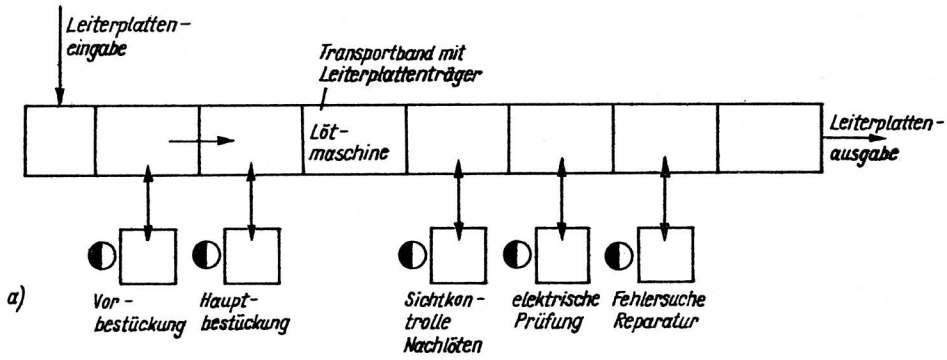 Leiterplatten-
eingabe
Transportband mit
Leiterplattenträger
Löt-
maschine
Leiterplatten-
ausgabe
a)
Vor-
bestückung
Haupt-
bestückung
Sichtkon-
trolle
Nachlöten
elektrische
Prüfung
Fehlersuche
Reparatur